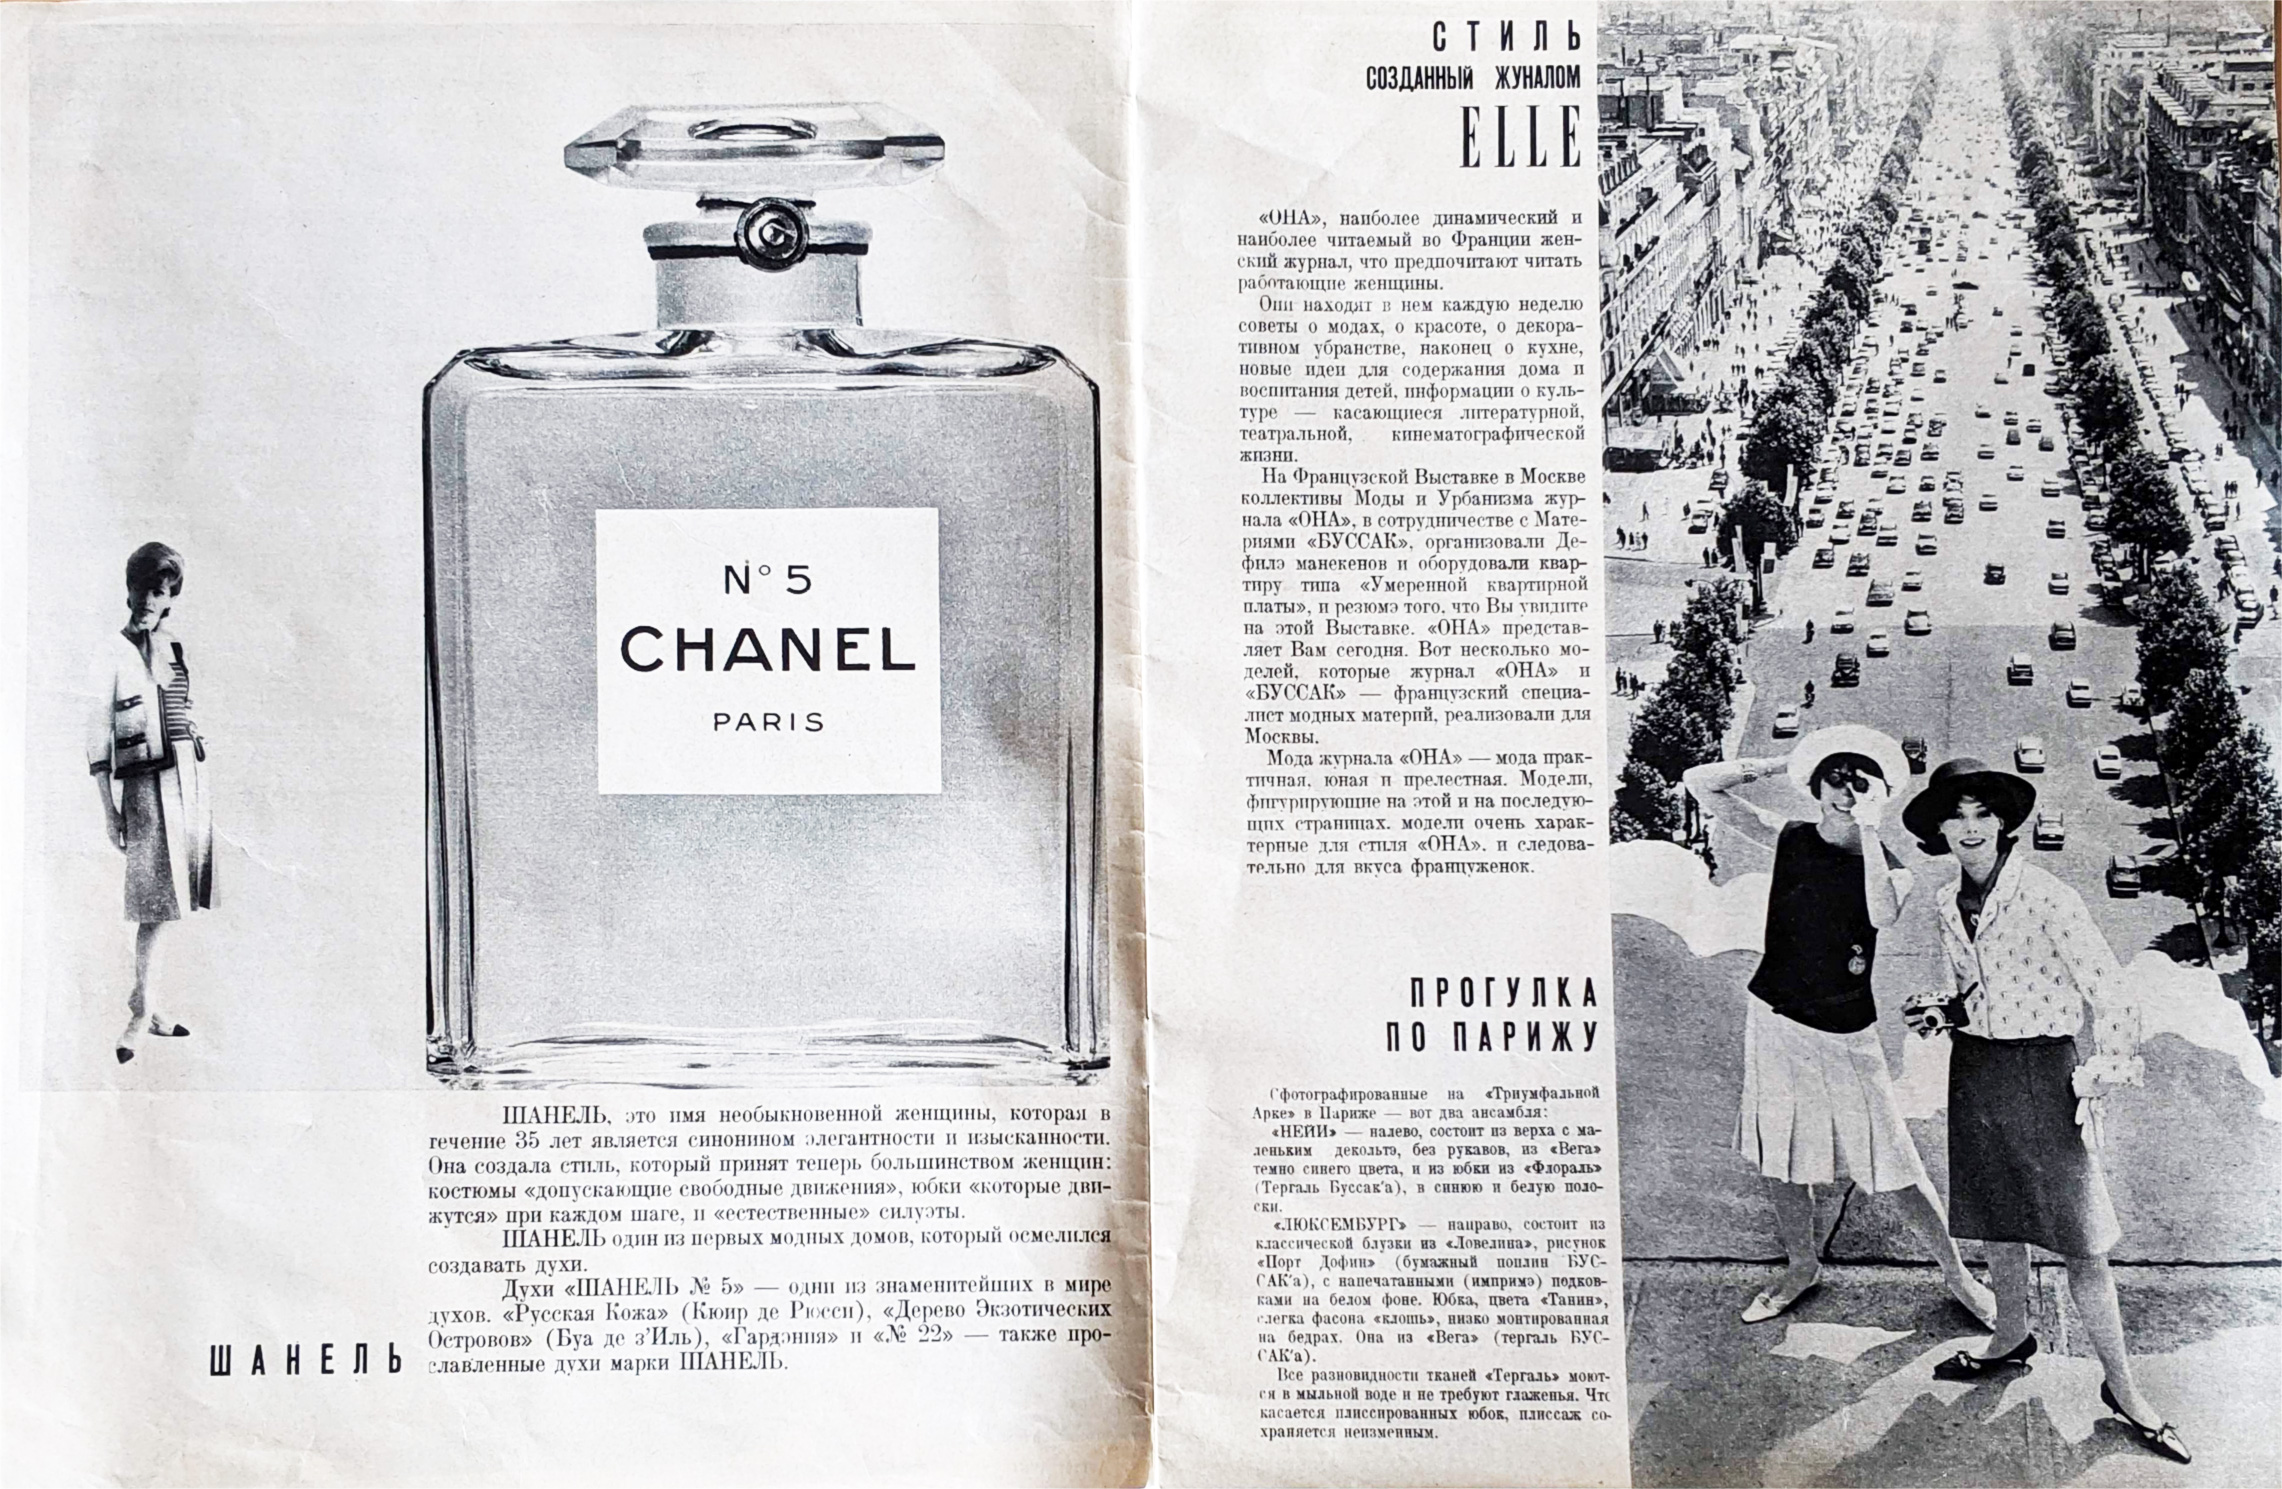 N° 5
CHANEL
PARIS
ШАНЕЛЬ, это имя необыкновенной женщины, которая в
течение 35 лет является синонином элегантности и изысканности.
Она создала стиль, который принят теперь большинством женщин:
костюмы «допускающие свободные движения», юбки «которые дви-
жутся» при каждом шаге, и «естественные» силуэты.
ШАНЕЛЬ один из первых модных домов, который осмелился
создавать духи.
Духи «ШАНЕЛЬ № 5» — одни из знаменитейших в мире
духов. «Русская Кожа» (Кюир де Рюсси), «Дерево Экзотических
Островов» (Буа де з'Иль), «Гардэния» и «№ 22» — также про-
славленные духи марки ШАНЕЛЬ.
ШАНЕЛЬ
СТИЛЬ
СОЗДАННЫЙ ЖУНАЛОМ
ELLE
«ОНА», наиболее динамический и
наиболее читаемый во Франции жен-
ский журнал, что предпочитают читать
работающие женщины.
Они находят в нем каждую неделю
советы о модах, о красоте, о декора-
тивном убранстве, наконец о кухне,
новые идеи для содержания дома и
воспитания детей, информации о куль-
туре — касающиеся литературной,
театральной, кинематографической
жизни.
На Французской Выставке в Москве
коллективы Моды и Урбанизма жур-
нала «ОНА», в сотрудничестве с Мате-
риями «БУССАК», организовали Де-
филэ манекенов и оборудовали квар-
тиру типа «Умеренной квартирной
платы», и резюмэ того, что Вы увидите
на этой Выставке. «ОНА» представ-
ляет Вам сегодня. Вот несколько мо-
делей, которые журнал «ОНА» и
«БУССАК» — французский специа-
лист модных материй, реализовали для
Москвы.
Мода журнала «ОНА» — мода прак-
тичная, юная и прелестная. Модели,
фигурирующие на этой и на последую-
щих страницах, модели очень харак-
терные для стиля «ОНА», и следова-
тельно для вкуса француженок.
ПРОГУЛКА
ПО ПАРИЖУ
Сфотографированные на «Триумфальной
Арке» в Париже — вот два ансамбля:
«НЕЙИ» — налево, состоит из верха с ма-
леньким декольтэ, без рукавов, из «Вега»
темно синего цвета, и из юбки из «Флораль»
(Тергаль Буссак'а), в синюю и белую поло-
ски.
«ЛЮКСЕМБУРГ» — направо, состоит из
классической блузки из «Ловелина», рисунок
«Порт Дофин» (бумажный поплин БУС-
САК'а), с напечатанными (импримэ) подков-
ками на белом фоне. Юбка, цвета «Танин»,
слегка фасона «клошь», низко монтированная
на бедрах. Она из «Вега» (тергаль БУС-
САК'а).
Все разновидности тканей «Тергаль» моют-
ся в мыльной воде и не требуют глаженья. Что
касается плиссированных юбок, плиссаж со-
храняется неизменным.